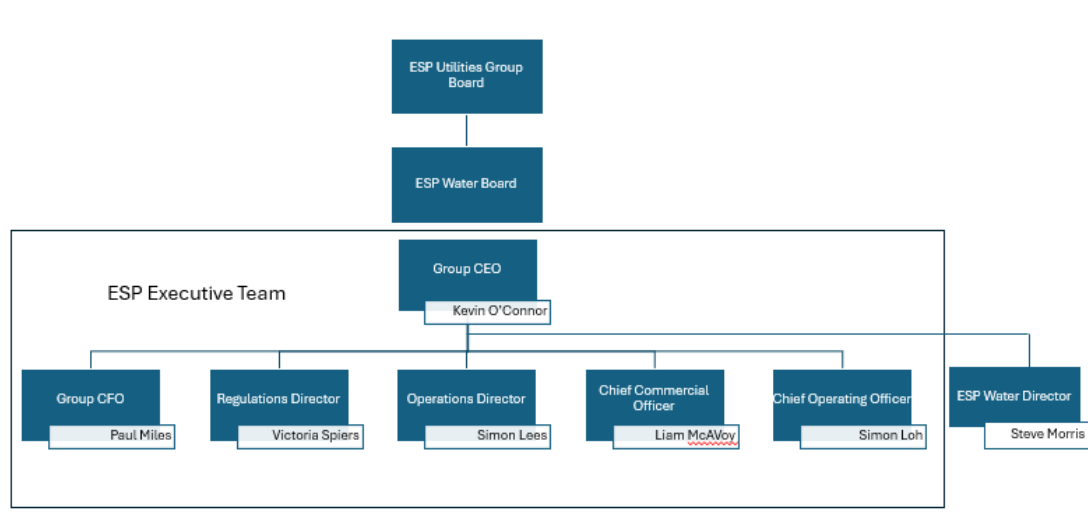 ESP Utilities Group
Board
ESP Water Board
Group CEO
Kevin O'Connor
ESP Executive Team
Group CFO
Paul Miles
Regulations Director
Victoria Spiers
Operations Director
Simon Lees
Chief Commercial
Officer
Liam McAVoy
Chief Operating Officer
Simon Loh
ESP Water Director
Steve Morris